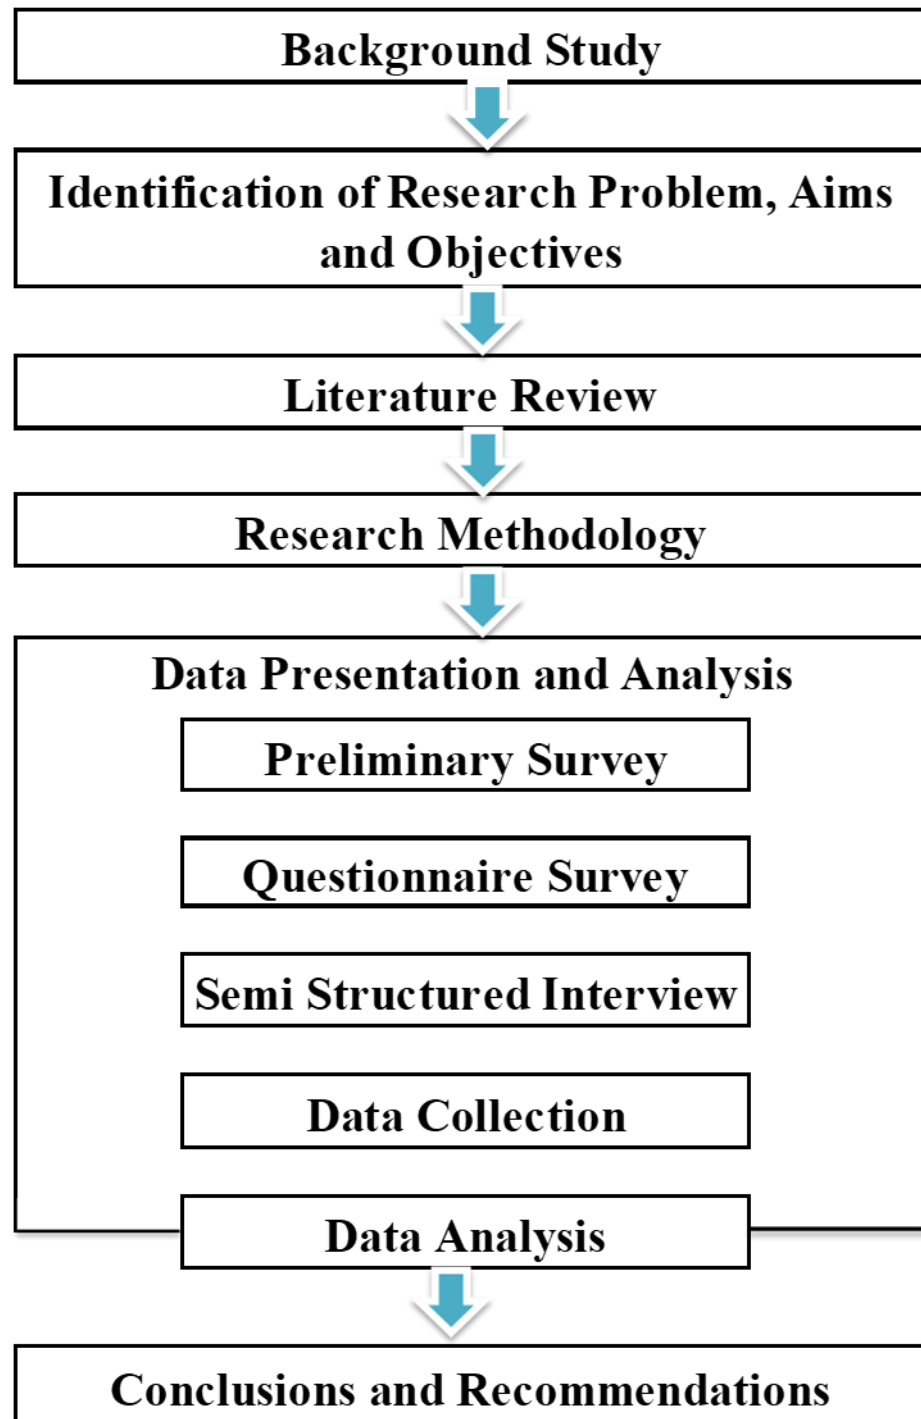 Background Study
Identification of Research Problem, Aims
and Objectives
Literature Review
Research Methodology
Data Presentation and Analysis
Preliminary Survey
Questionnaire Survey
Semi Structured Interview
Data Collection
Data Analysis
Conclusions and Recommendations